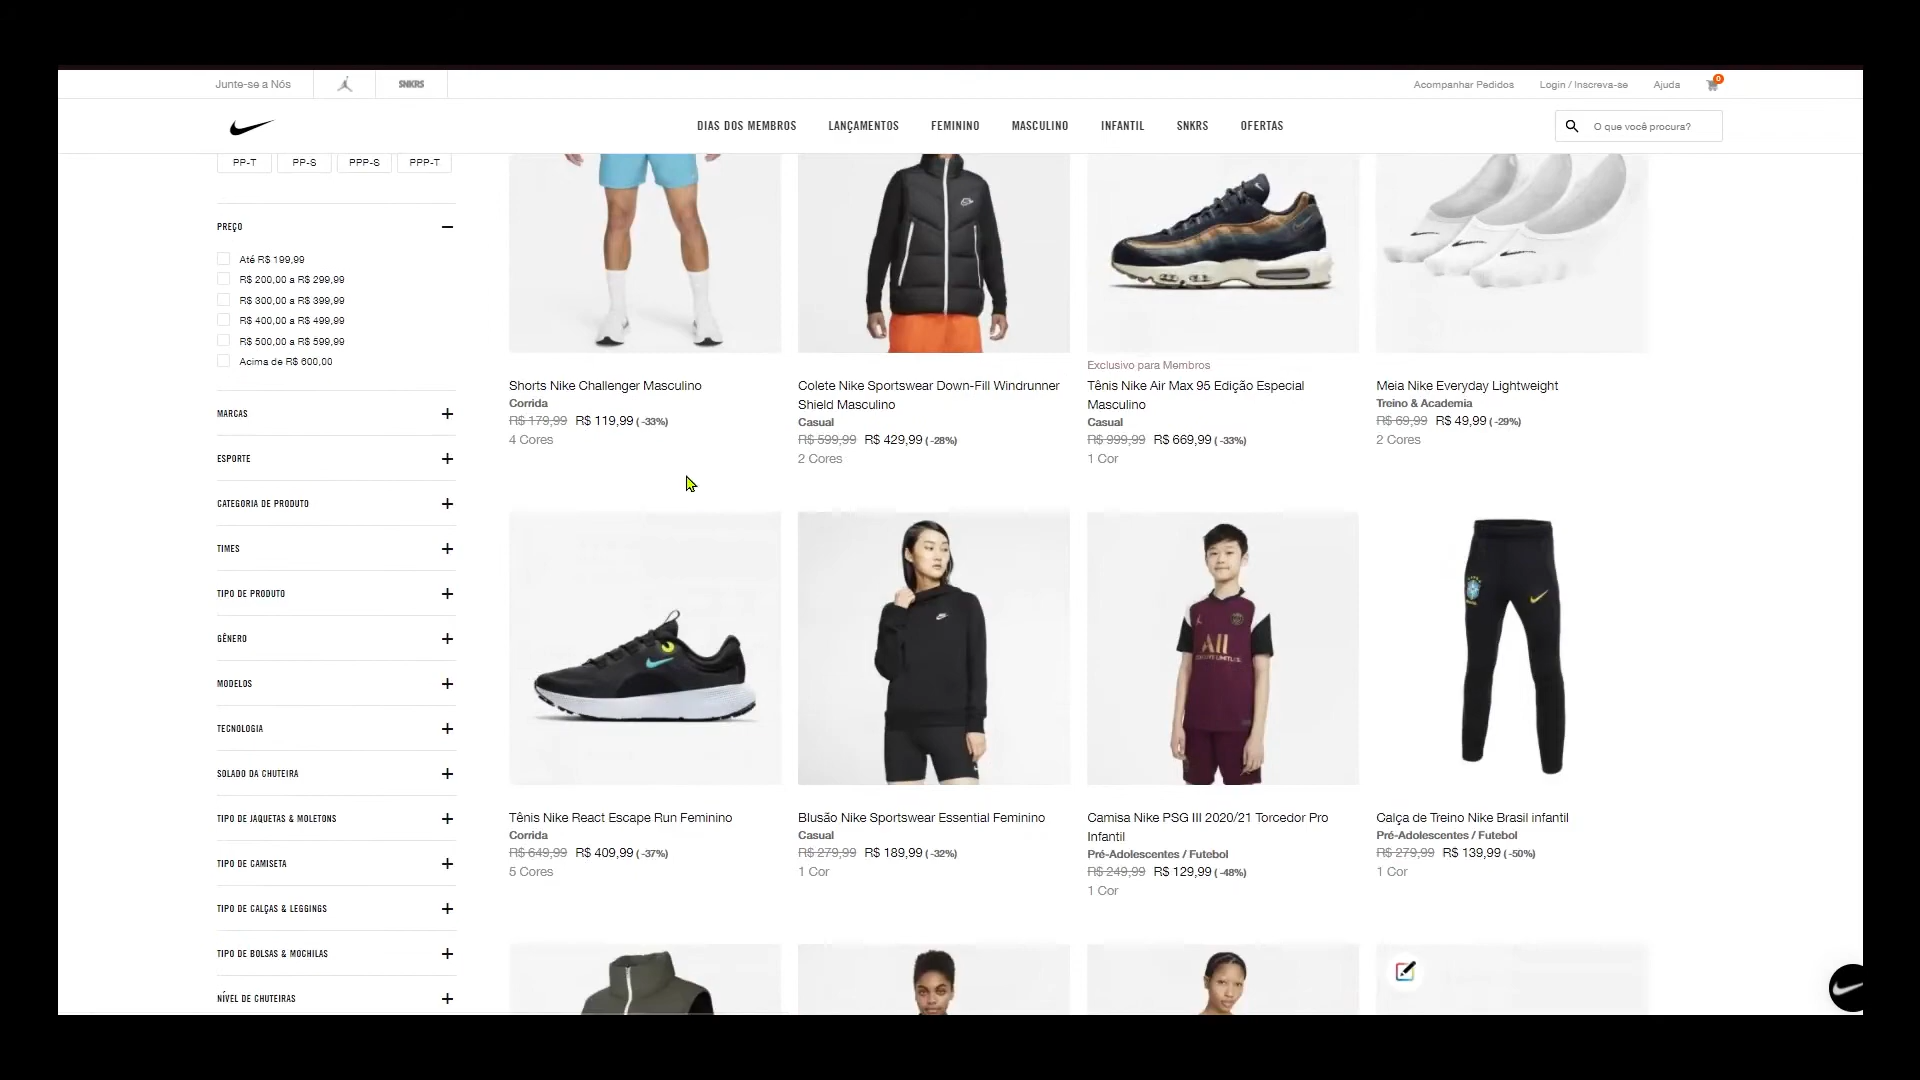 Junte-se a Nós
SNKRS
Acompanhar Pedidos
Login / Inscreva-se
Ajuda
0
DIAS DOS MEMBROS
LANÇAMENTOS
FEMININO
MASCULINO
INFANTIL
SNKRS
OFERTAS
O que você procura?
PP-T
PP-S
PPP-S
PPP-T
PREÇO
Até R$ 199,99
R$ 200,00 a R$ 299,99
R$ 300,00 a R$ 399,99
R$ 400,00 a R$ 499,99
R$ 500,00 a R$ 599,99
Acima de R$ 600,00
MARCAS
ESPORTE
CATEGORIA DE PRODUTO
TIMES
TIPO DE PRODUTO
GÊNERO
MODELOS
TECNOLOGIA
SOLADO DA CHUTEIRA
TIPO DE JAQUETAS & MOLETONS
TIPO DE CAMISETA
TIPO DE CALÇAS & LEGGINGS
TIPO DE BOLSAS & MOCHILAS
NÍVEL DE CHUTEIRAS
Shorts Nike Challenger Masculino
Corrida
R$ 179,99 R$ 119,99 ( -33%)
4 Cores
Colete Nike Sportswear Down-Fill Windrunner
Shield Masculino
Casual
R$ 599,99 R$ 429,99 ( -28%)
2 Cores
Exclusivo para Membros
Tênis Nike Air Max 95 Edição Especial
Masculino
Casual
R$ 999,99 R$ 669,99 ( -33%)
1 Cor
Meia Nike Everyday Lightweight
Treino & Academia
R$ 69,99 R$ 49,99 ( -29%)
2 Cores
Tênis Nike React Escape Run Feminino
Corrida
R$ 649,99 R$ 409,99 ( -37%)
5 Cores
Blusão Nike Sportswear Essential Feminino
Casual
R$ 279,99 R$ 189,99 ( -32%)
1 Cor
All
Camisa Nike PSG III 2020/21 Torcedor Pro
Infantil
Pré-Adolescentes / Futebol
R$ 249,99 R$ 129,99 ( -48%)
1 Cor
Calça de Treino Nike Brasil infantil
Pré-Adolescentes / Futebol
R$ 279,99 R$ 139,99 ( -50%)
1 Cor